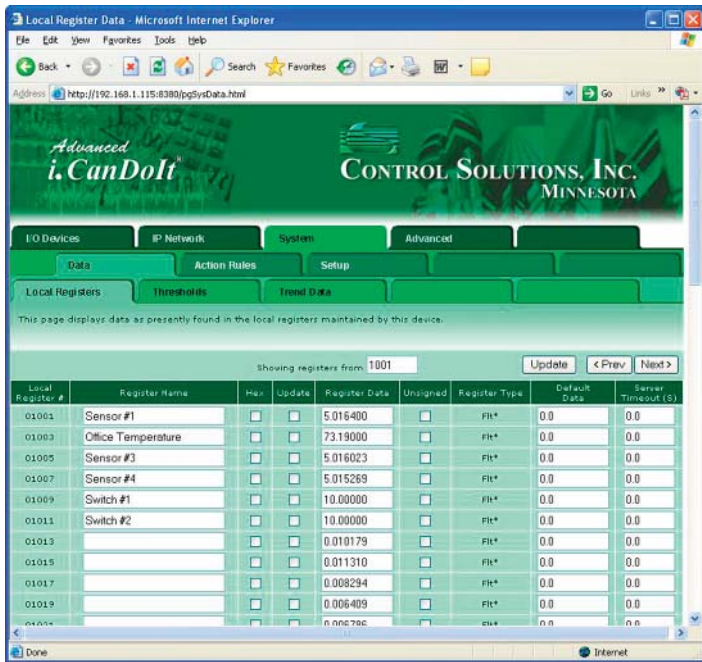 Local Register Data - Microsoft Internet Explorer
File Edit View Favorites Tools Help
Back Search Favorites
Address http://192.168.1.115:8380/pgSysData.html Go Links »
Advanced
i.CanDoIt®
CONTROL SOLUTIONS, INC.
MINNESOTA
I/O Devices IP Network System Advanced
Data Action Rules Setup
Local Registers Thresholds Trend Data
This page displays data as presently found in the local registers maintained by this device.
Showing registers from 1001 Update < Prev Next >
Local Register # Register Name Hex Update Register Data Unsigned Register Type Default Data Server Timeout (S)
01001 Sensor #1 5.016400 Flt* 0.0 0.0
01003 Office Temperature 73.19000 Flt* 0.0 0.0
01005 Sensor #3 5.016023 Flt* 0.0 0.0
01007 Sensor #4 5.015269 Flt* 0.0 0.0
01009 Switch #1 10.00000 Flt* 0.0 0.0
01011 Switch #2 10.00000 Flt* 0.0 0.0
01013 0.010179 Flt* 0.0 0.0
01015 0.011310 Flt* 0.0 0.0
01017 0.008294 Flt* 0.0 0.0
01019 0.006409 Flt* 0.0 0.0
01021 0.006786 Flt* 0.0 0.0
Done Internet